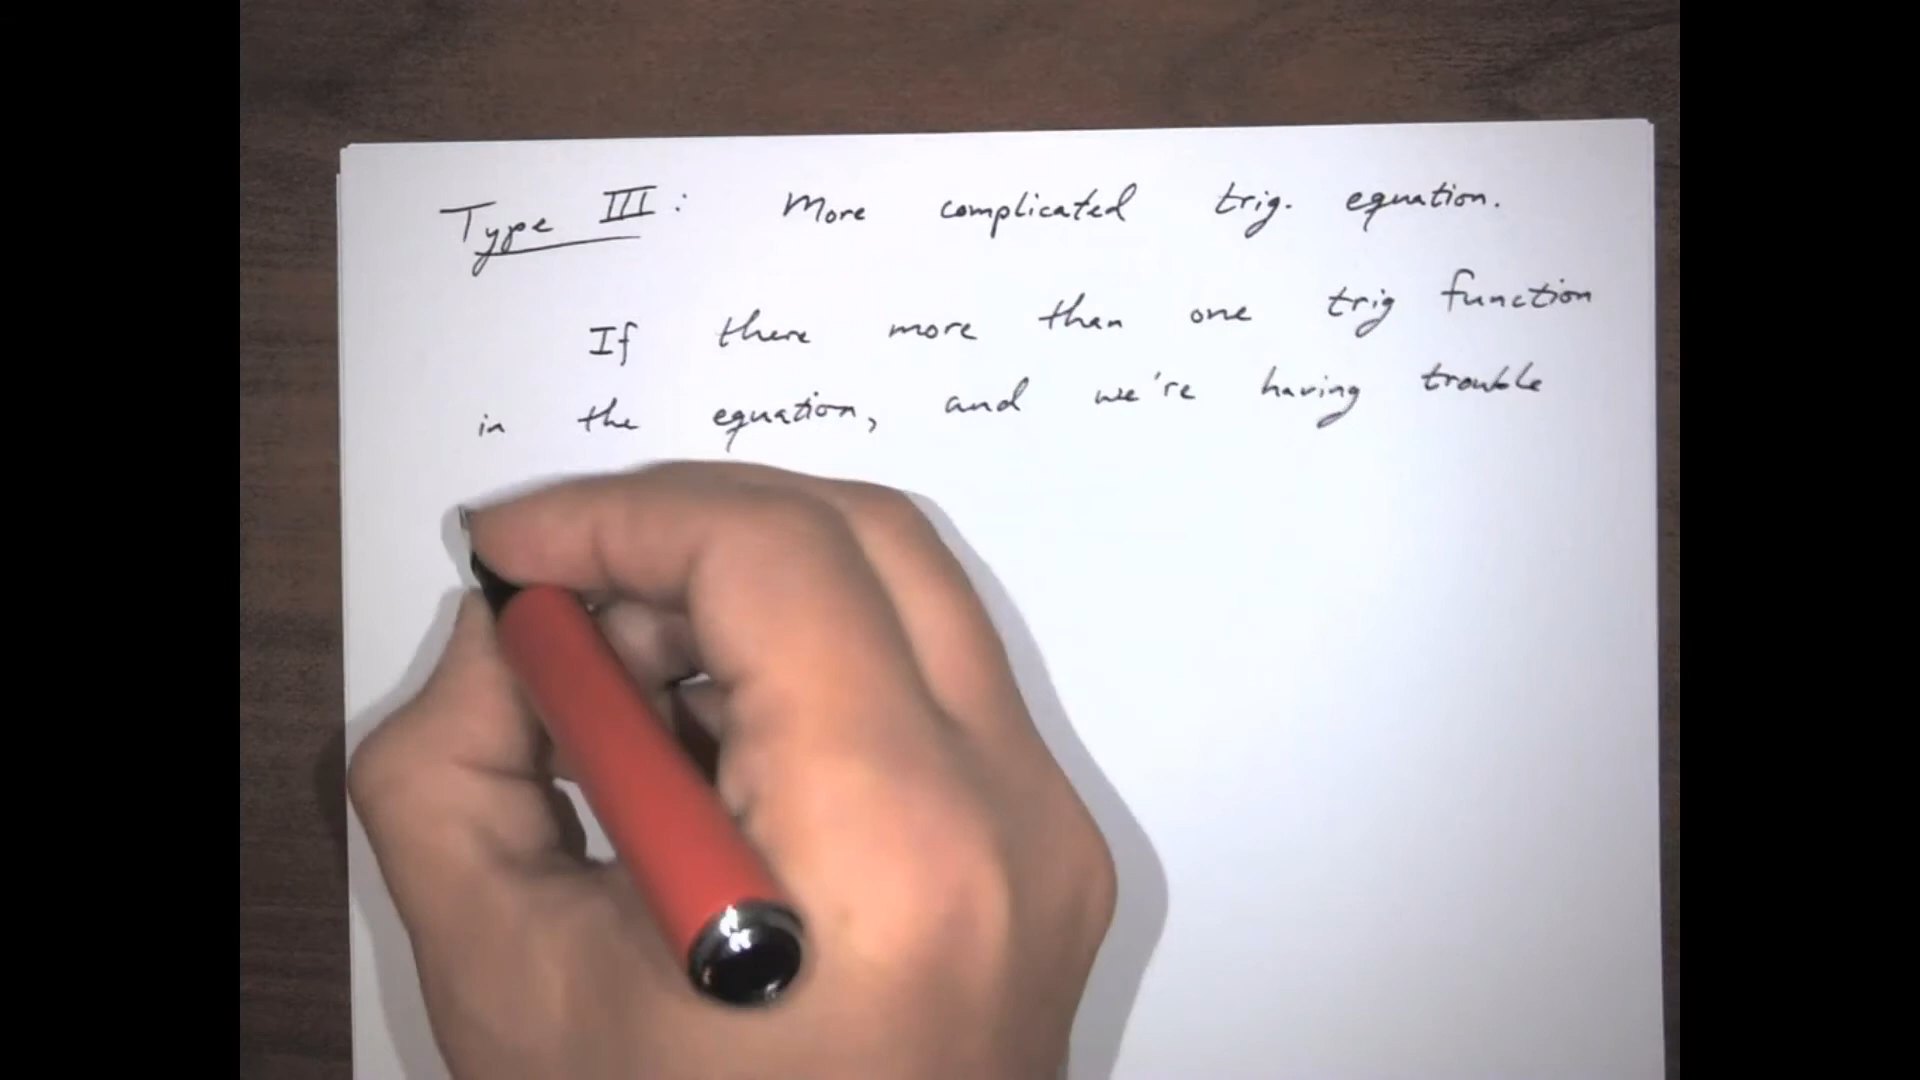 Type III: More complicated trig. equation.
If there more than one trig function
in the equation, and we're having trouble